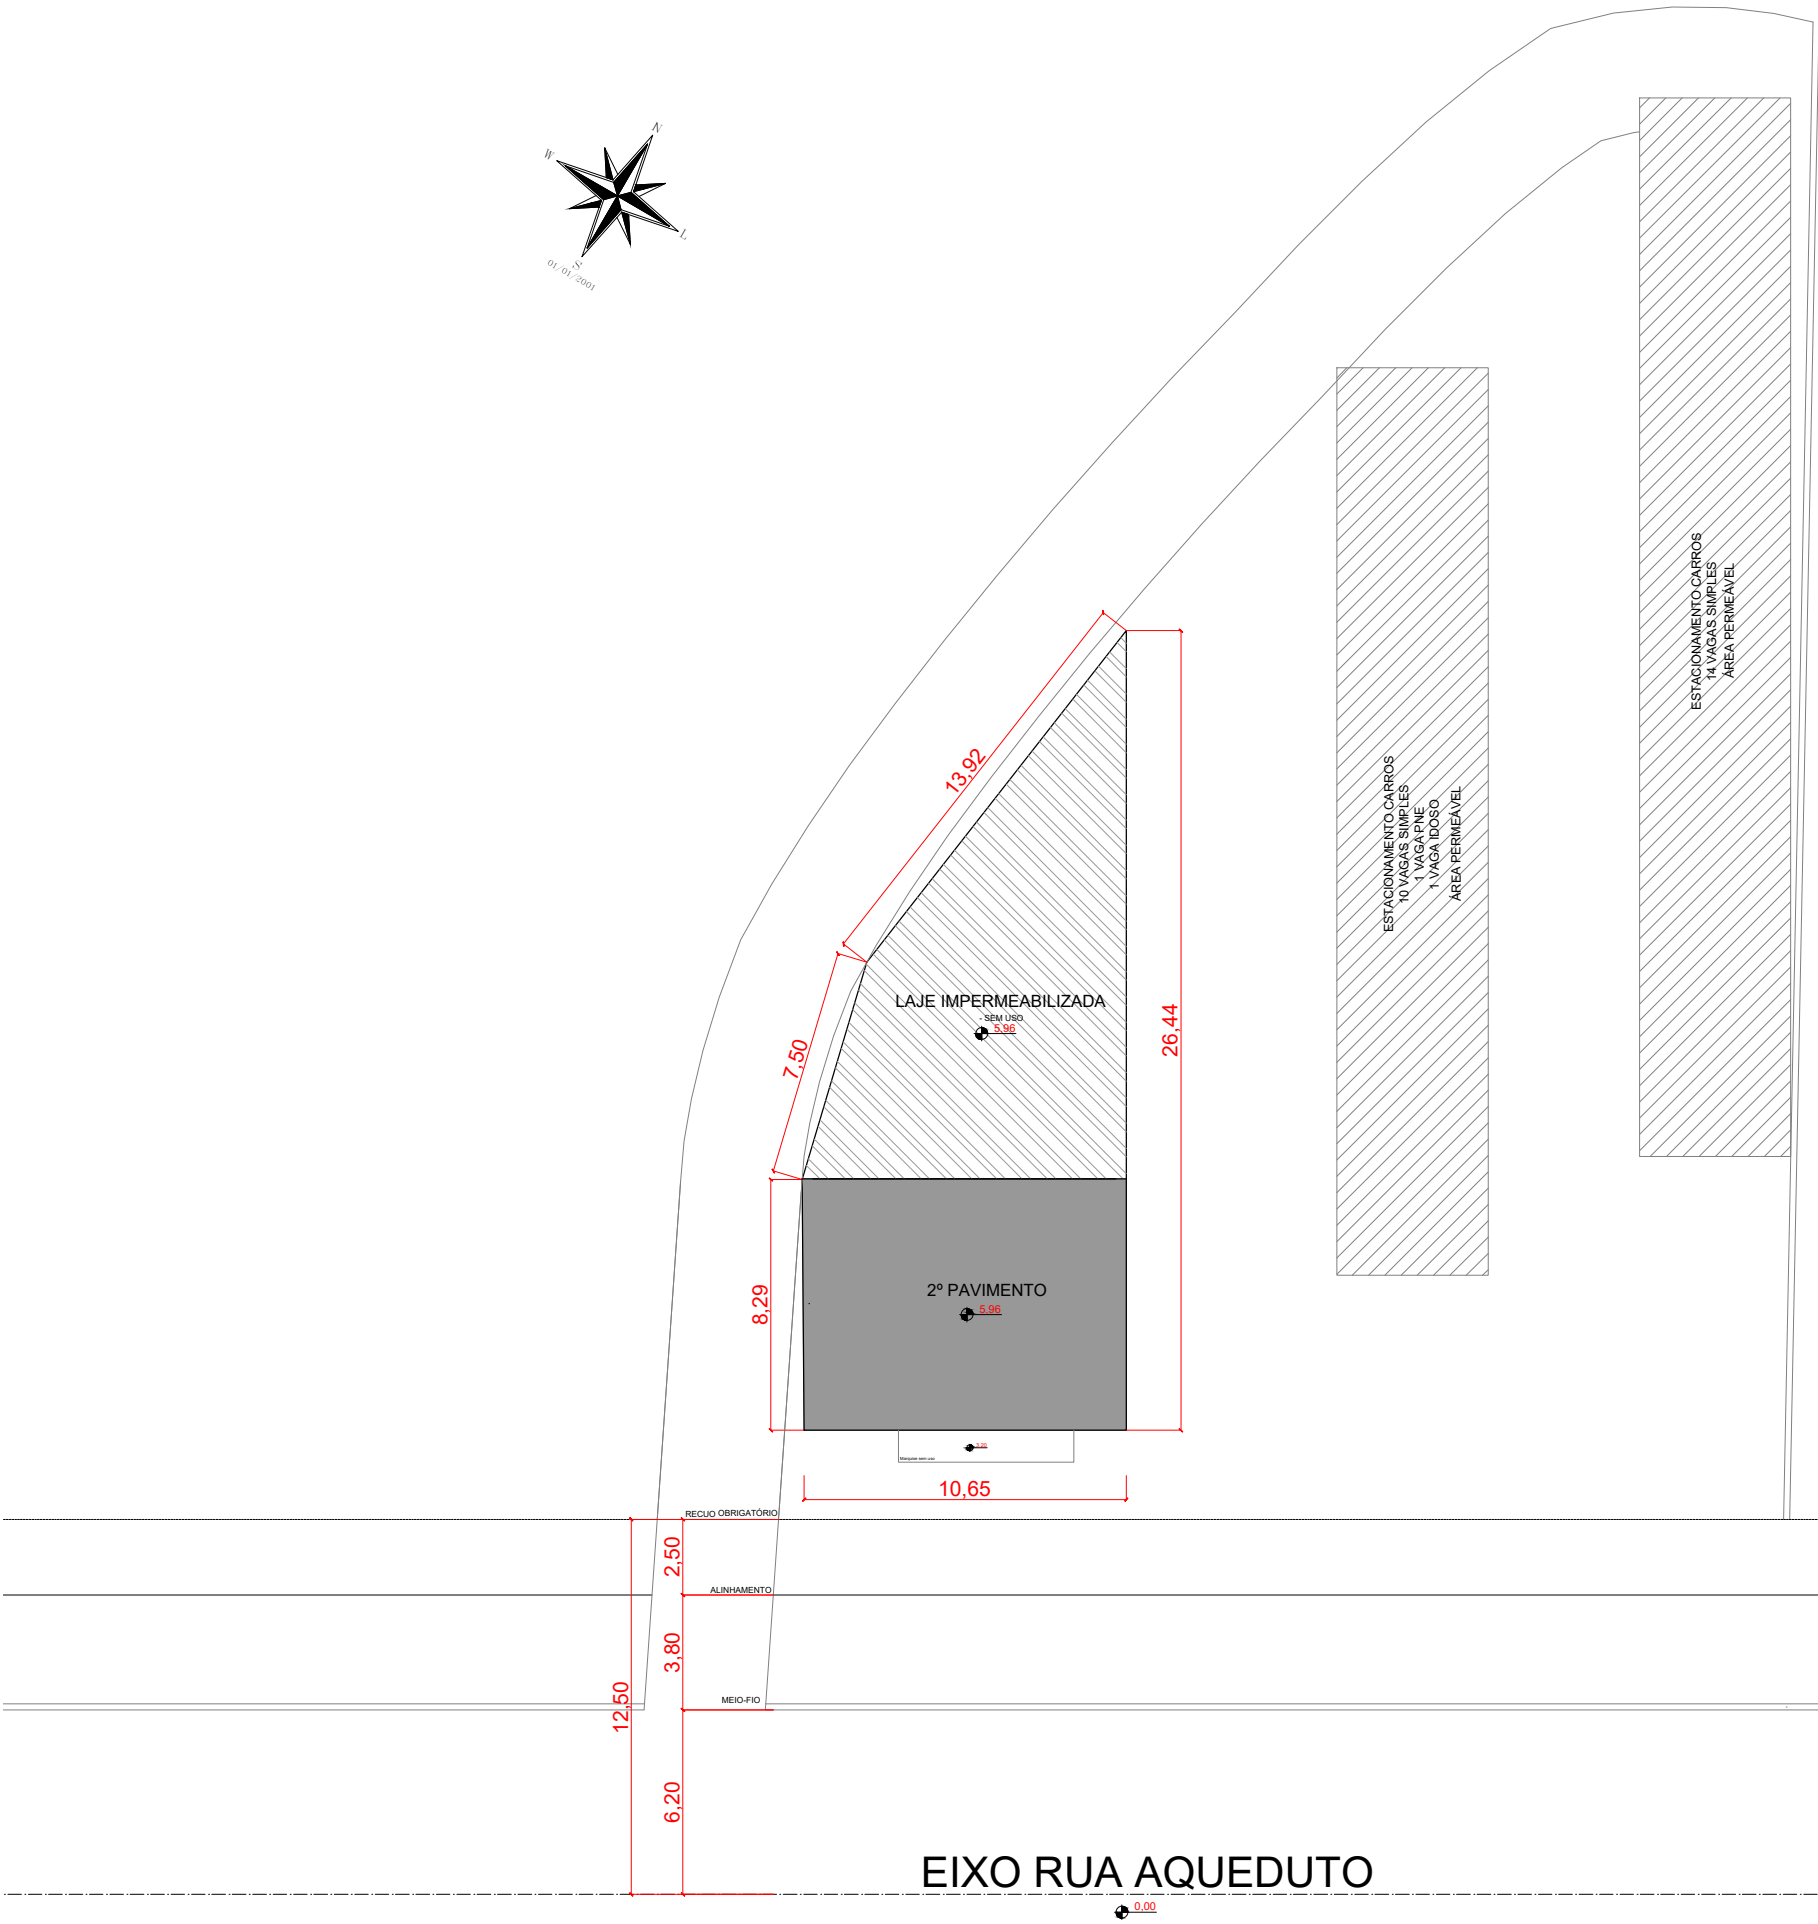 N
W
L
S
01/01/2001
ESTACIONAMENTO CARROS
14 VAGAS SIMPLES
ÁREA PERMEÁVEL
ESTACIONAMENTO CARROS
10 VAGAS SIMPLES
1 VAGA PNE
1 VAGA IDOSO
ÁREA PERMEÁVEL
13,92
LAJE IMPERMEABILIZADA
- SEM USO
5.96
26,44
7,50
2º PAVIMENTO
5.96
8,29
Marquise sem uso
10,65
RECUO OBRIGATÓRIO
2,50
ALINHAMENTO
3,80
MEIO-FIO
12,50
6,20
EIXO RUA AQUEDUTO
0,00